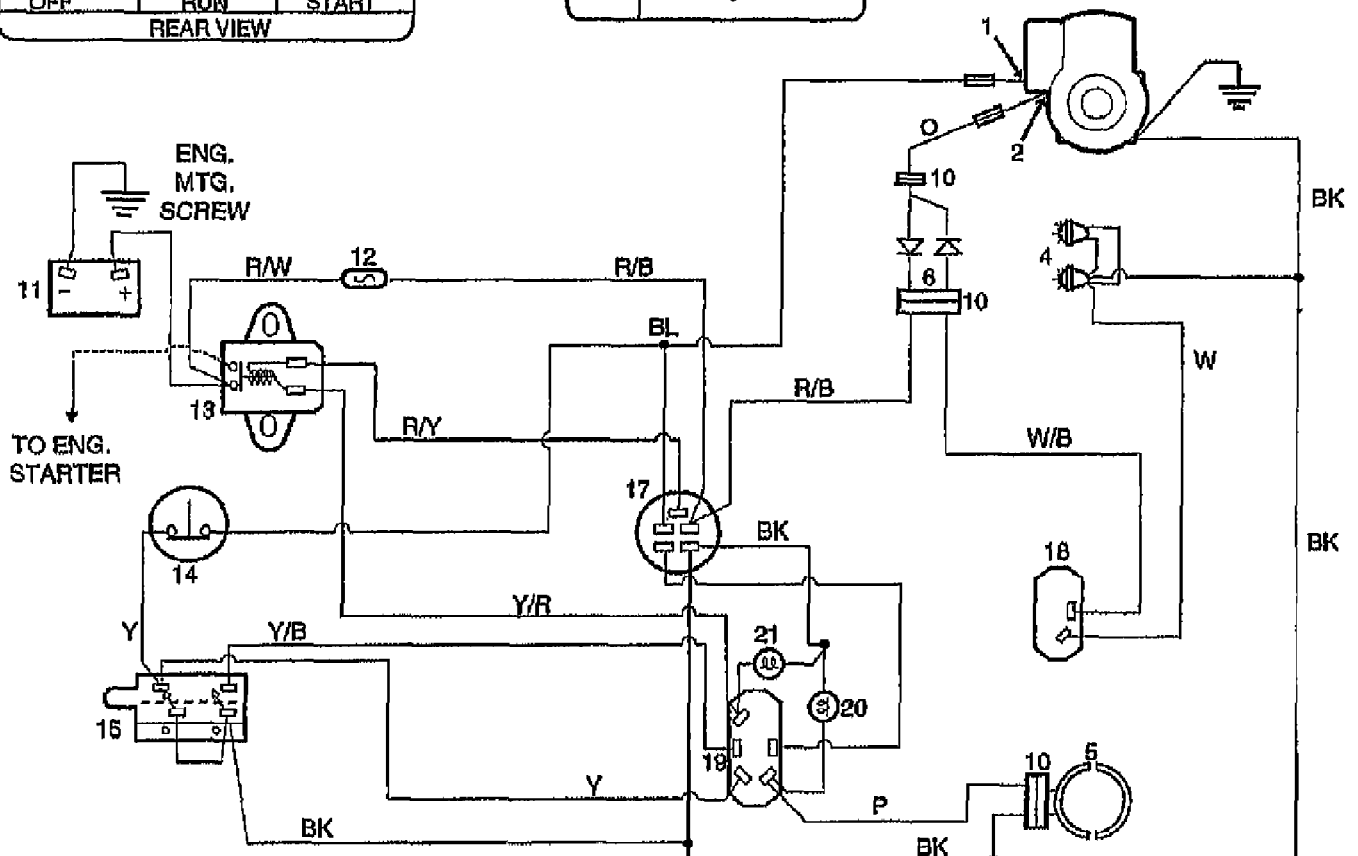 OFF RUN START
REAR VIEW
1
O
2
10
ENG.
MTG.
SCREW
BK
4
11
-
+
R/W
12
R/B
6
10
BL
W
13
R/B
R/Y
W/B
TO ENG.
STARTER
17
BK
BK
14
18
Y/R
Y
Y/B
21
20
15
19
10
5
Y
P
BK
BK